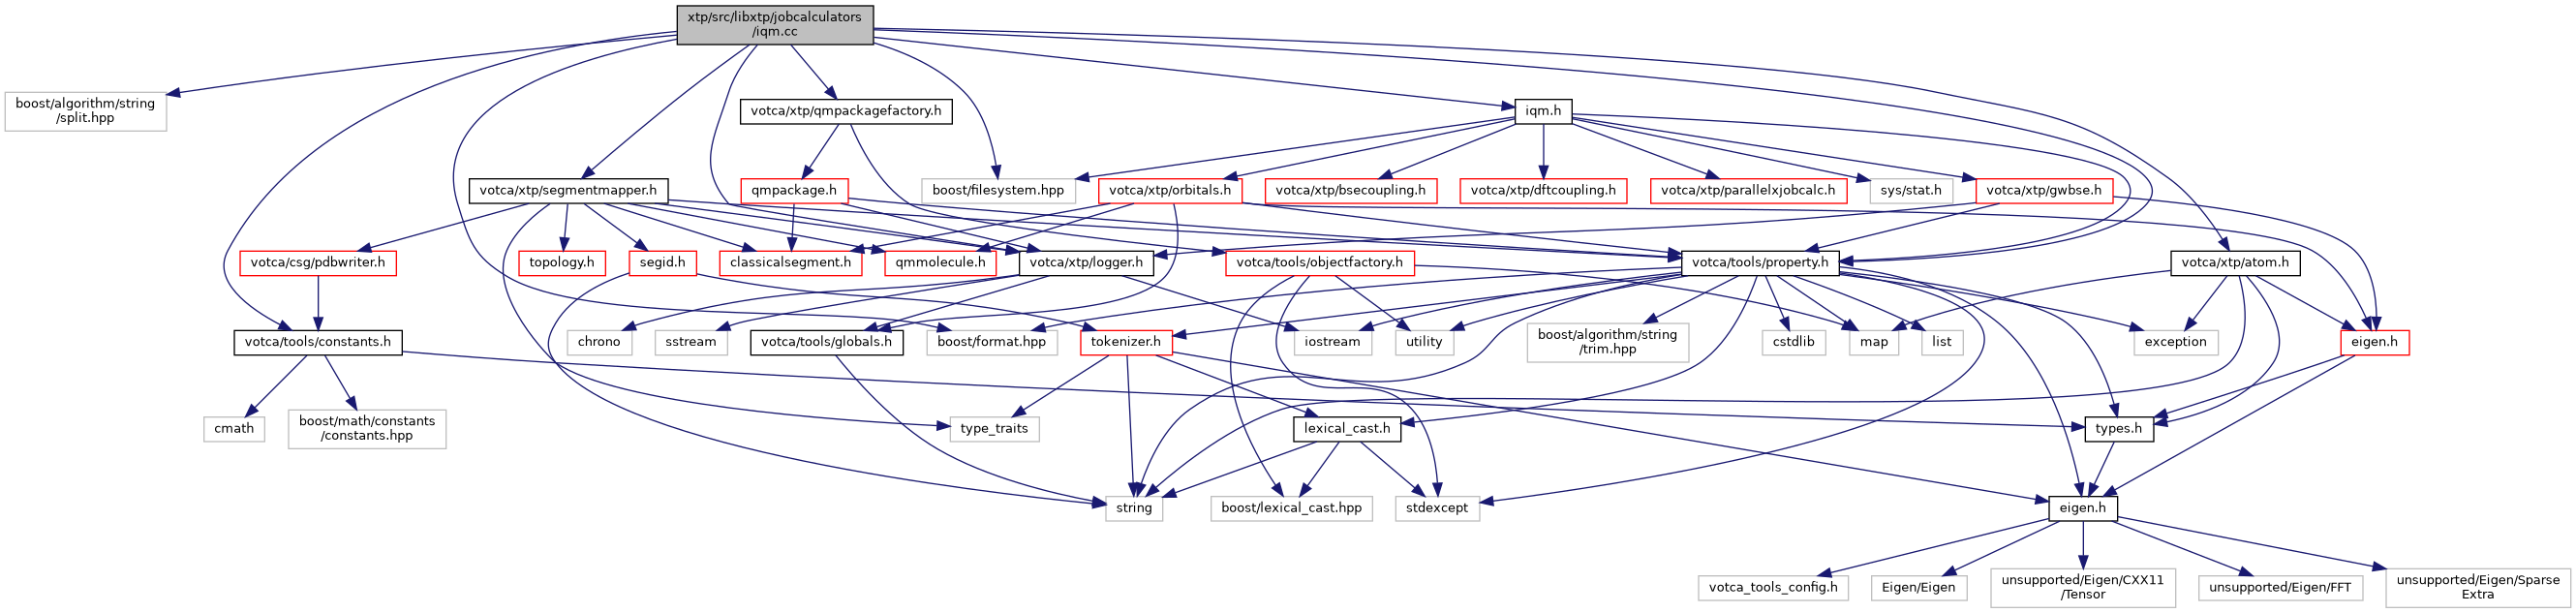 xtp/src/libxtp/jobcalculators
/iqm.cc
boost/algorithm/string
/split.hpp
votca/xtp/qmpackagefactory.h
iqm.h
votca/xtp/segmentmapper.h
qmpackage.h
boost/filesystem.hpp
votca/xtp/orbitals.h
votca/xtp/bsecoupling.h
votca/xtp/dftcoupling.h
votca/xtp/parallelxjobcalc.h
sys/stat.h
votca/xtp/gwbse.h
votca/csg/pdbwriter.h
topology.h
segid.h
classicalsegment.h
qmmolecule.h
votca/xtp/logger.h
votca/tools/objectfactory.h
votca/tools/property.h
votca/xtp/atom.h
votca/tools/constants.h
chrono
sstream
votca/tools/globals.h
boost/format.hpp
tokenizer.h
iostream
utility
boost/algorithm/string
/trim.hpp
cstdlib
map
list
exception
eigen.h
cmath
boost/math/constants
/constants.hpp
type_traits
lexical_cast.h
types.h
string
boost/lexical_cast.hpp
stdexcept
eigen.h
votca_tools_config.h
Eigen/Eigen
unsupported/Eigen/CXX11
/Tensor
unsupported/Eigen/FFT
unsupported/Eigen/Sparse
Extra